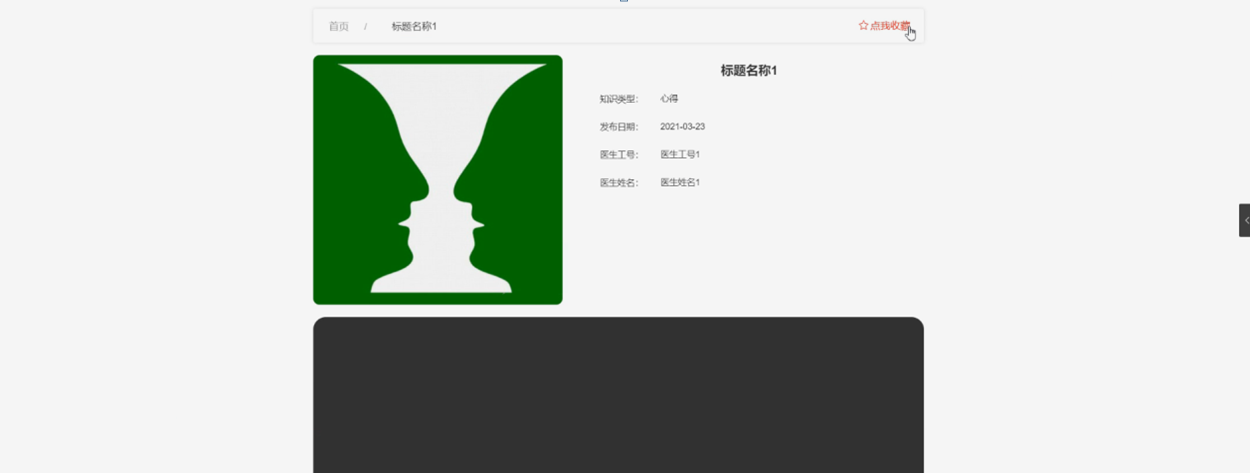 首页 / 标题名称1
☆ 点我收藏
标题名称1
知识类型: 心得
发布日期: 2021-03-23
医生工号: 医生工号1
医生姓名: 医生姓名1